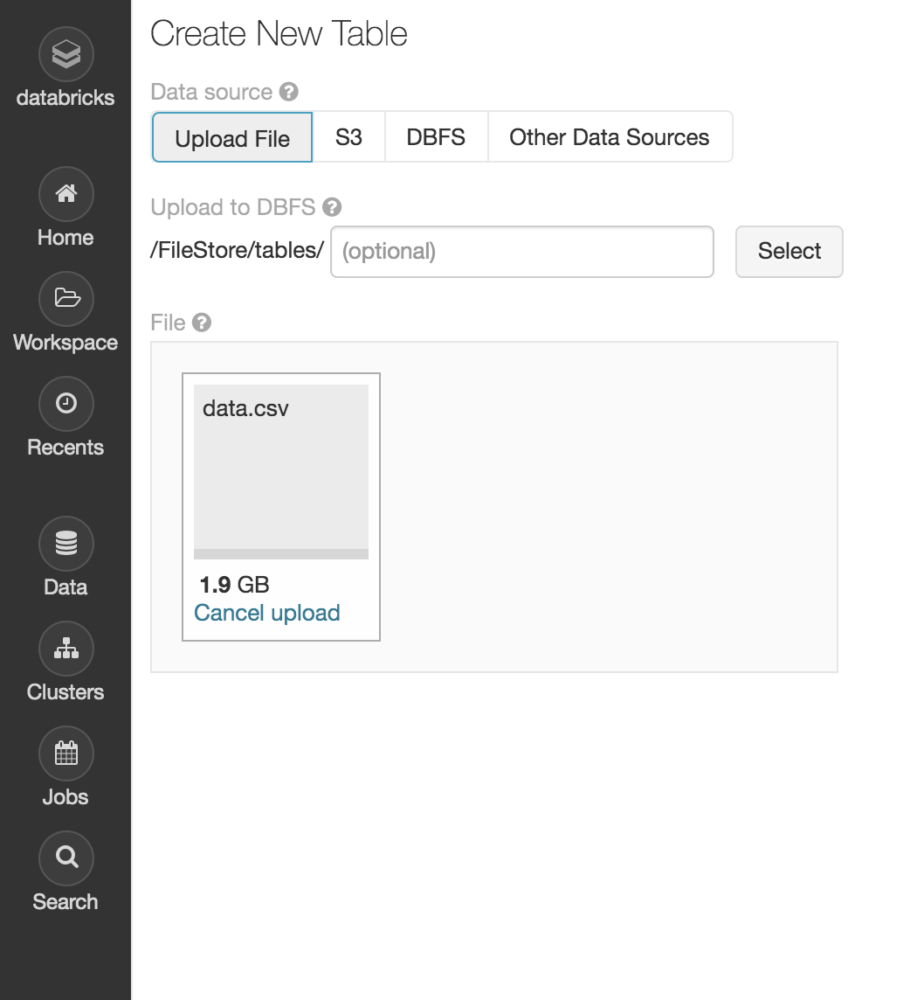 databricks
Home
Workspace
Recents
Data
Clusters
Jobs
Search
Create New Table
Data source ?
Upload File S3 DBFS Other Data Sources
Upload to DBFS ?
/FileStore/tables/ (optional) Select
File ?
data.csv
1.9 GB
Cancel upload